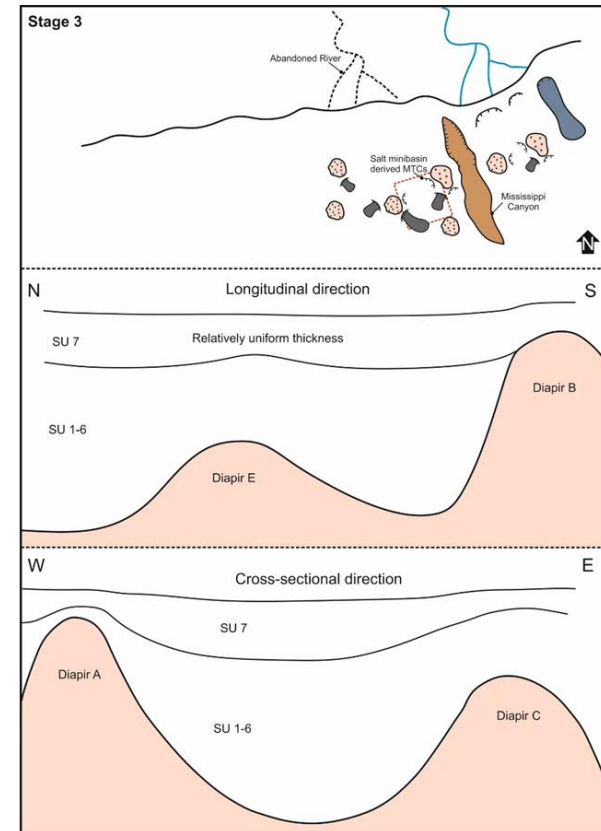 Stage 3
Abandoned River
Salt minibasin
derived MTCs
Mississippi
Canyon
N
N
Longitudinal direction
S
SU 7
Relatively uniform thickness
Diapir B
SU 1-6
Diapir E
W
Cross-sectional direction
E
SU 7
Diapir A
Diapir C
SU 1-6